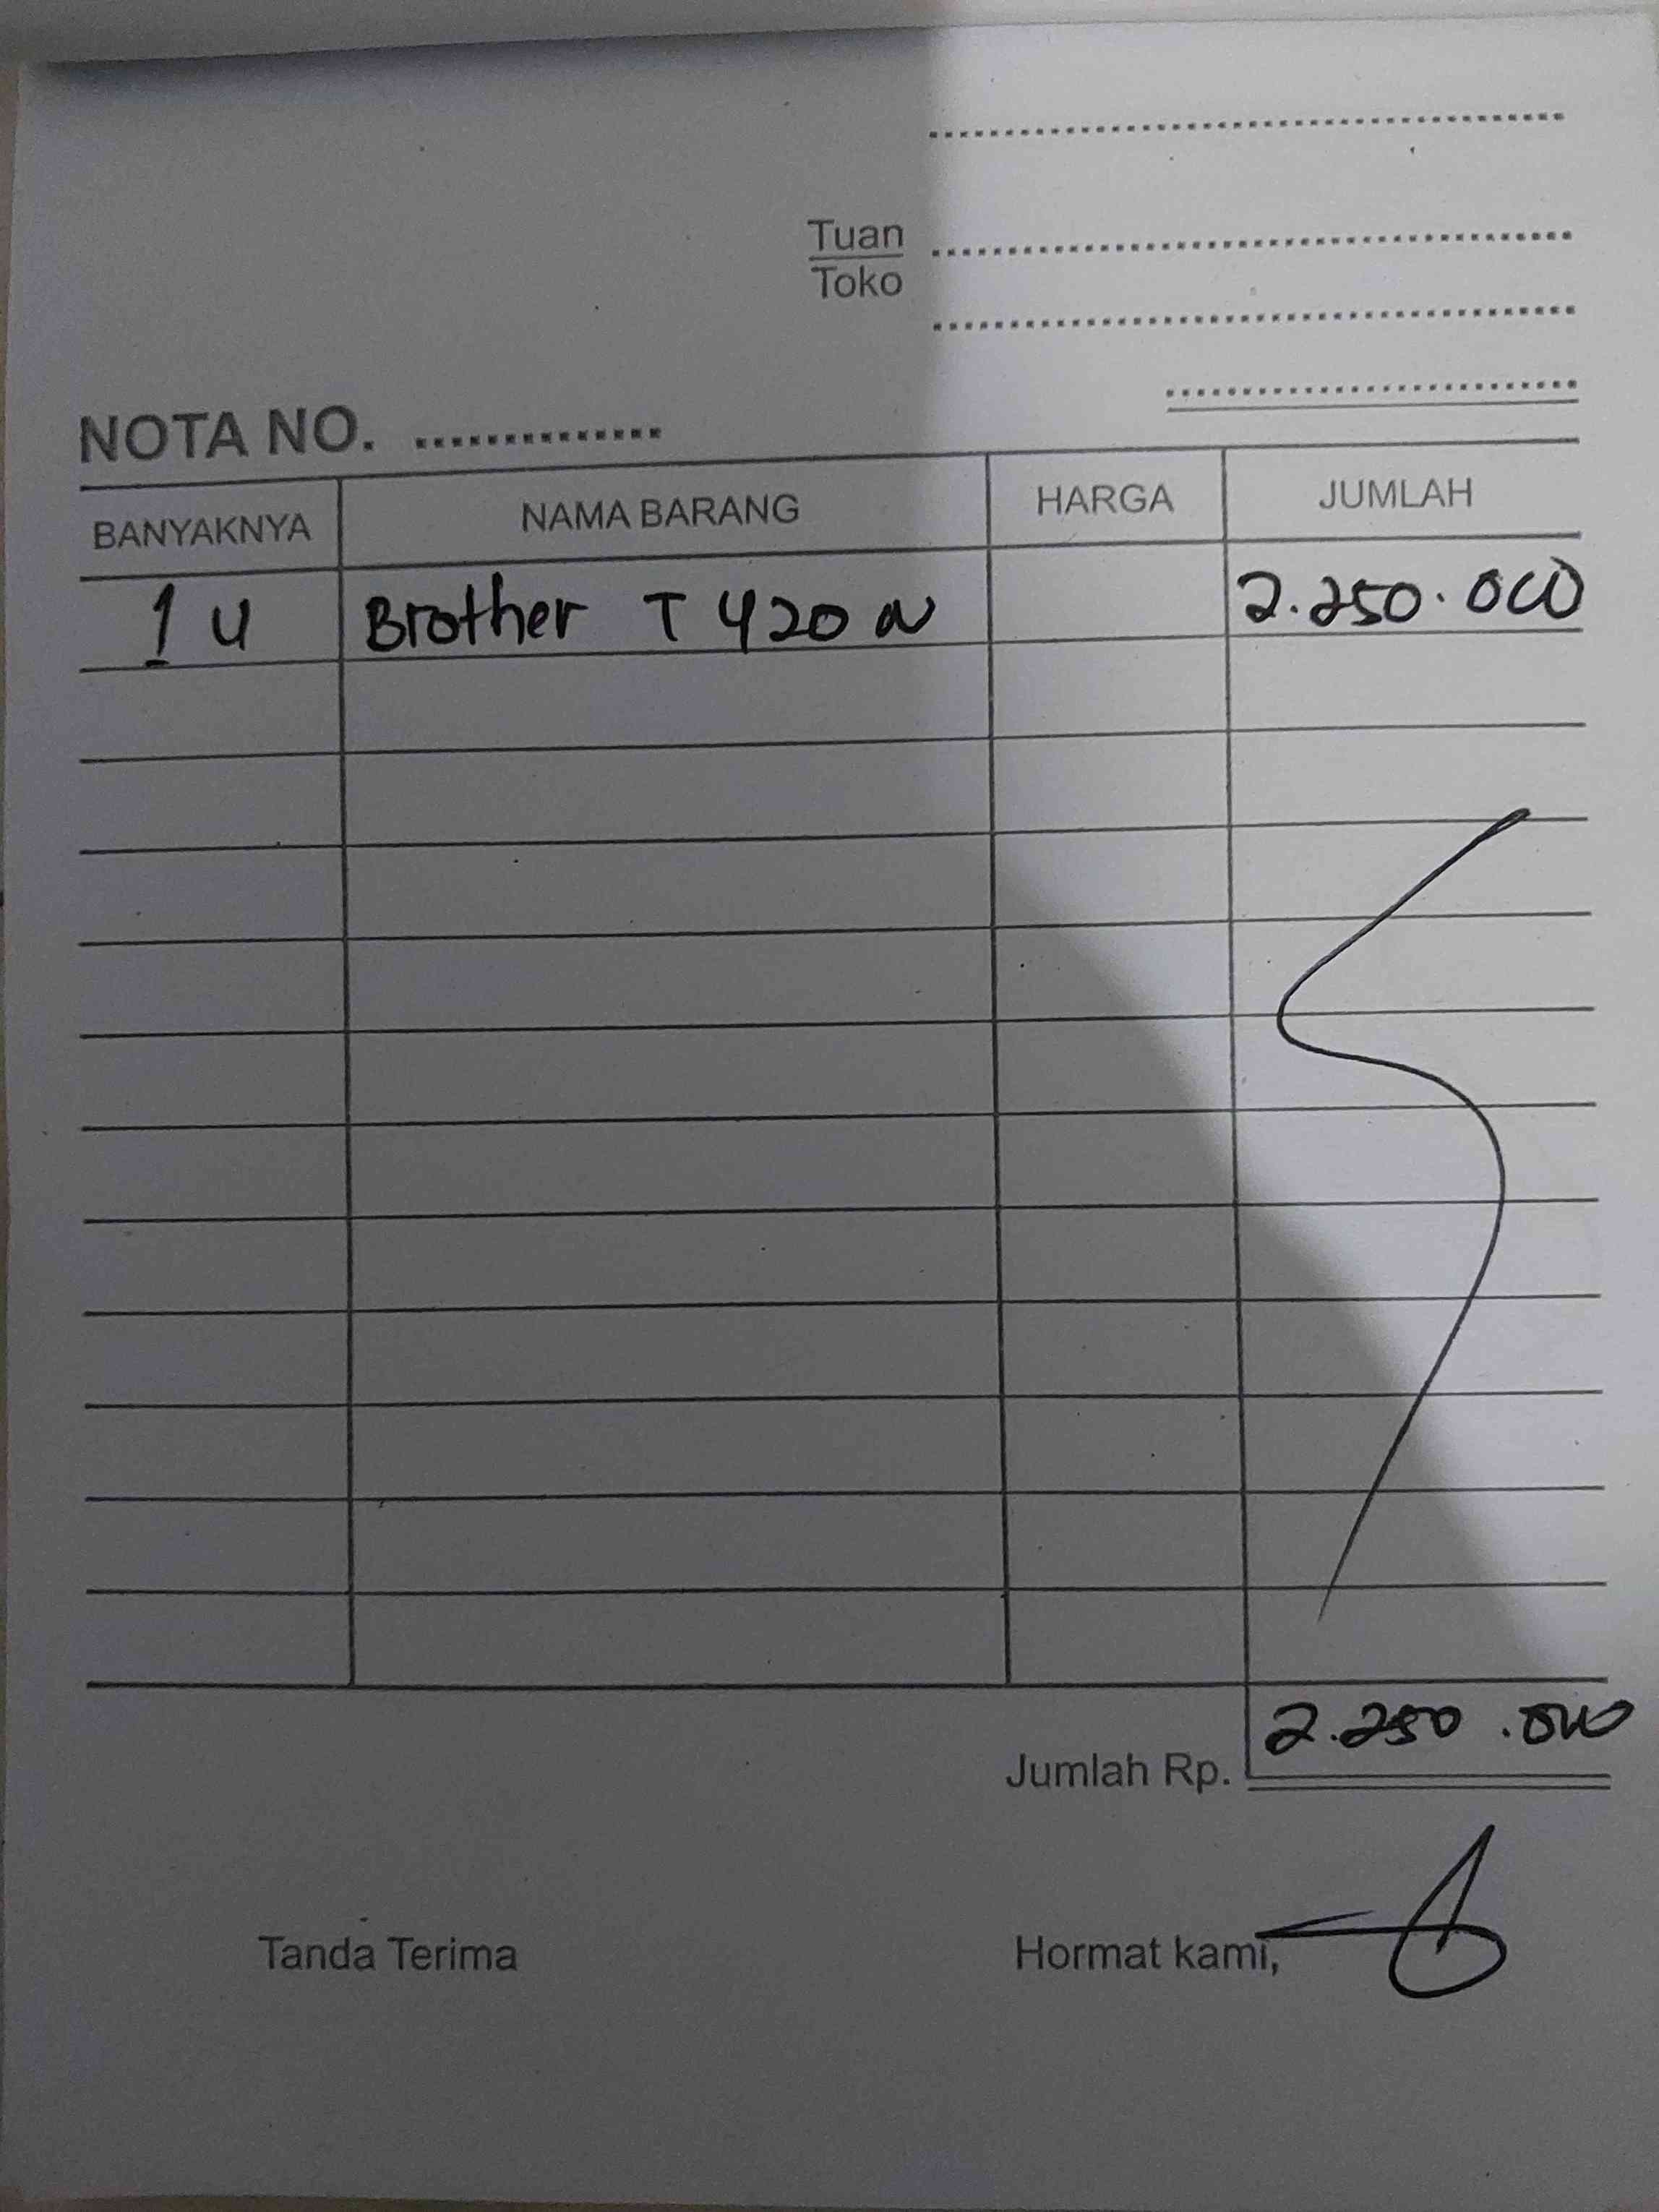 Tuan
Toko
NOTA NO. ..............
BANYAKNYA NAMA BARANG HARGA JUMLAH
1 u Brother T 420 W 2.250.000
Jumlah Rp. 2.250.000
Tanda Terima Hormat kami,